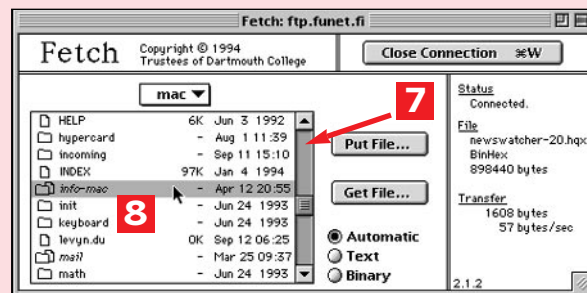 Fetch: ftp.funet.fi
Fetch
Copyright © 1994
Trustees of Dartmouth College
Close Connection ⌘W
mac
HELP 6K Jun 3 1992
hypercard - Aug 1 11:39
incoming - Sep 11 15:10
INDEX 97K Jan 4 1994
info-mac - Apr 12 20:55
init - Jun 24 1993
keyboard - Jun 24 1993
levyn.du 0K Sep 12 06:25
mail - Mar 25 09:37
math - Jun 24 1993
7
8
Put File...
Get File...
Automatic
Text
Binary
Status
Connected.
File
newswatcher-20.hqx
BinHex
898440 bytes
Transfer
1608 bytes
57 bytes/sec
2.1.2